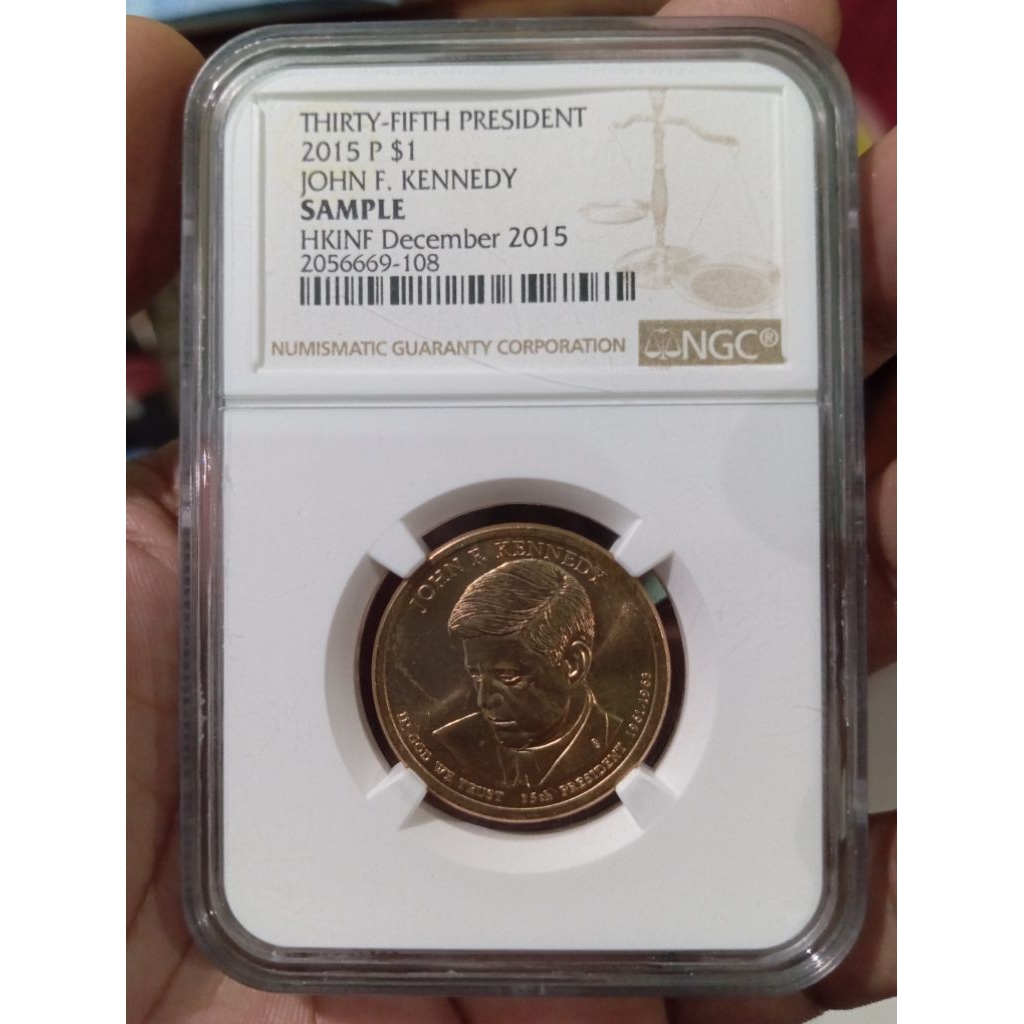 THIRTY-FIFTH PRESIDENT
2015 P $1
JOHN F. KENNEDY
SAMPLE
HKINF December 2015
2056669-108
NUMISMATIC GUARANTY CORPORATION
NGC®
JOHN F. KENNEDY
IN GOD WE TRUST 35th PRESIDENT 1961-1963